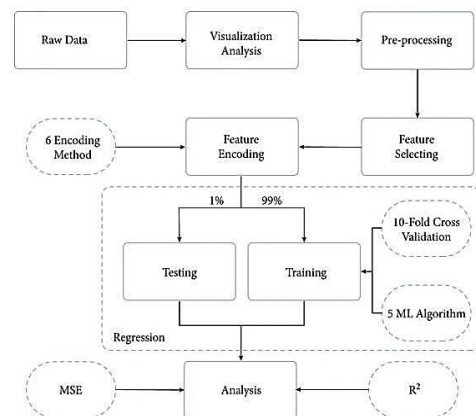 Raw Data
Visualization
Analysis
Pre-processing
6 Encoding
Method
Feature
Encoding
Feature
Selecting
1%
99%
10-Fold Cross
Validation
Testing
Training
5 ML Algorithm
Regression
MSE
Analysis
R²